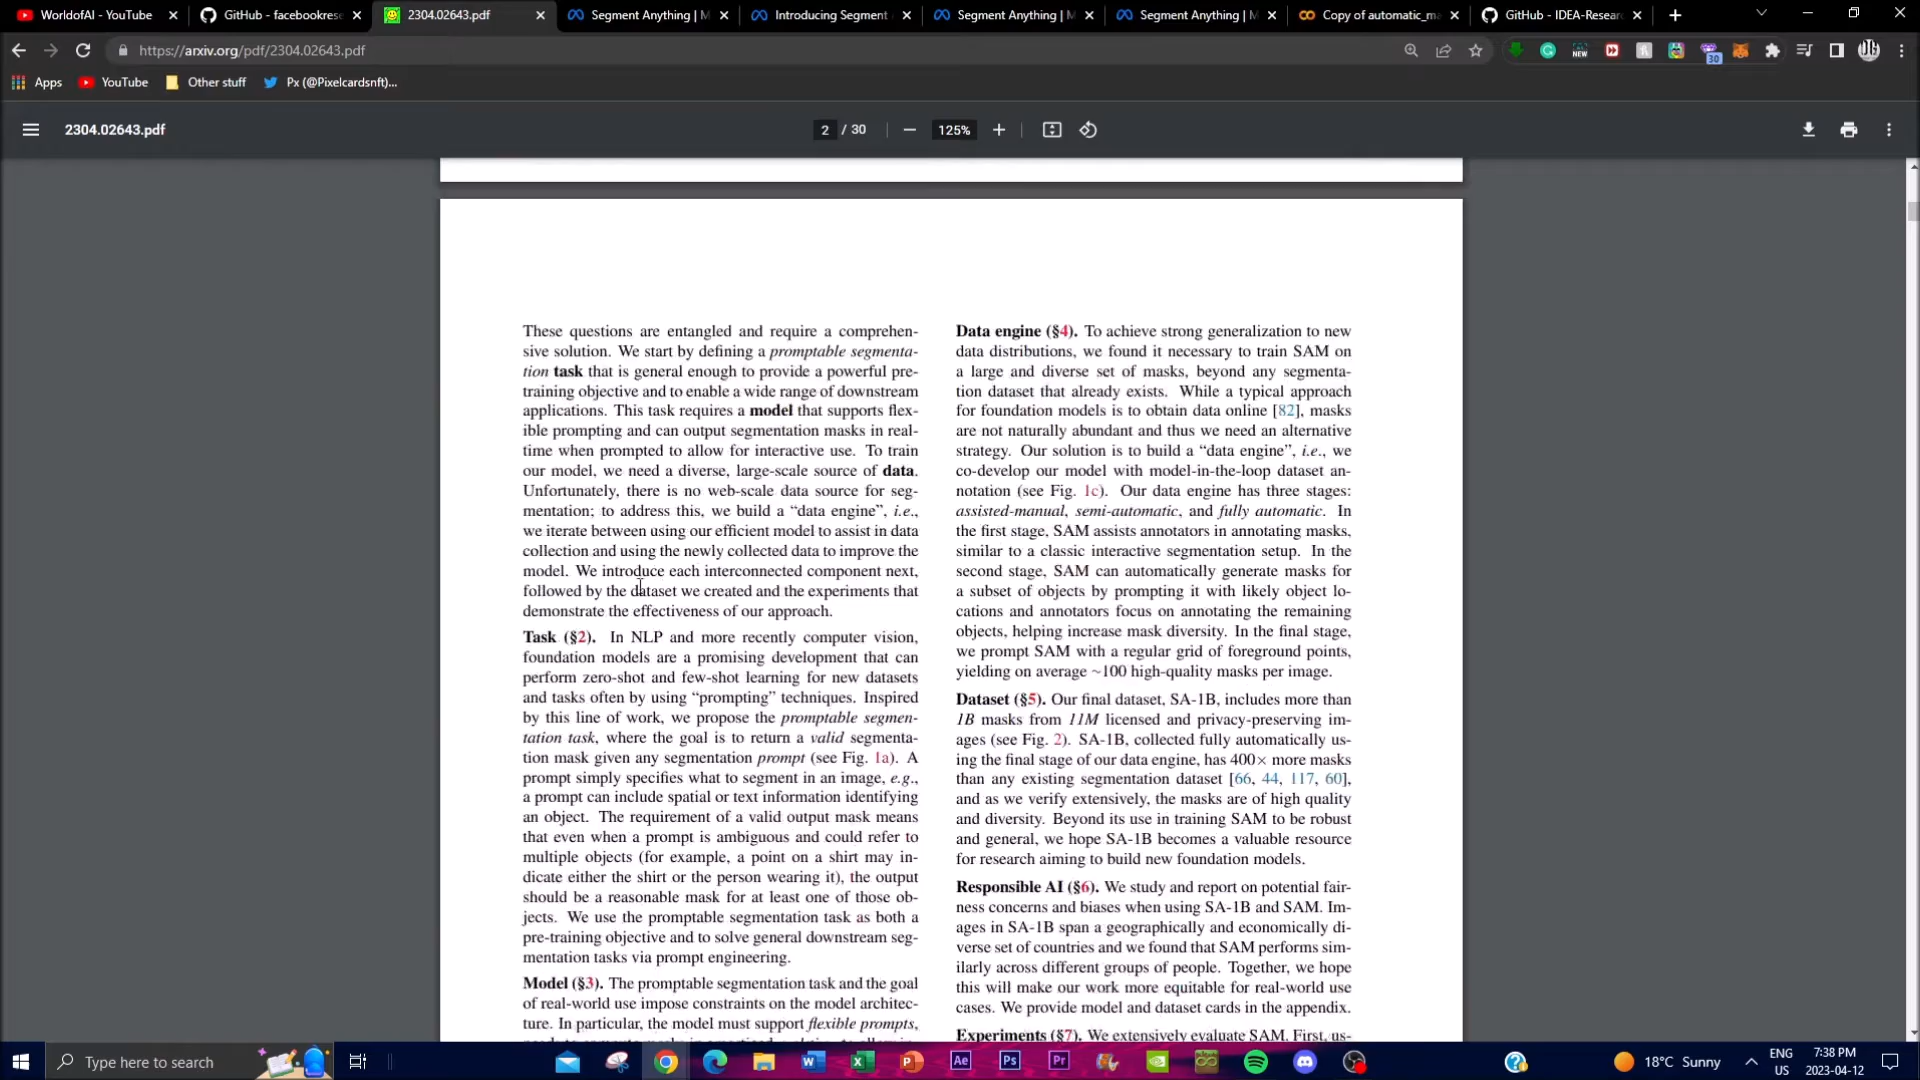 WorldofAI - YouTube
GitHub - facebookrese
2304.02643.pdf
Segment Anything | M
Introducing Segment
Segment Anything | M
Segment Anything | M
Copy of automatic_ma
GitHub - IDEA-Resear
https://arxiv.org/pdf/2304.02643.pdf
NEW
30
Apps
YouTube
Other stuff
Px (@Pixelcardsnft)...
2304.02643.pdf
2 / 30
125%
These questions are entangled and require a comprehen-
sive solution. We start by defining a promptable segmenta-
tion task that is general enough to provide a powerful pre-
training objective and to enable a wide range of downstream
applications. This task requires a model that supports flex-
ible prompting and can output segmentation masks in real-
time when prompted to allow for interactive use. To train
our model, we need a diverse, large-scale source of data.
Unfortunately, there is no web-scale data source for seg-
mentation; to address this, we build a “data engine”, i.e.,
we iterate between using our efficient model to assist in data
collection and using the newly collected data to improve the
model. We introduce each interconnected component next,
followed by the dataset we created and the experiments that
demonstrate the effectiveness of our approach.
Task (§2). In NLP and more recently computer vision,
foundation models are a promising development that can
perform zero-shot and few-shot learning for new datasets
and tasks often by using “prompting” techniques. Inspired
by this line of work, we propose the promptable segmen-
tation task, where the goal is to return a valid segmenta-
tion mask given any segmentation prompt (see Fig. 1a). A
prompt simply specifies what to segment in an image, e.g.,
a prompt can include spatial or text information identifying
an object. The requirement of a valid output mask means
that even when a prompt is ambiguous and could refer to
multiple objects (for example, a point on a shirt may in-
dicate either the shirt or the person wearing it), the output
should be a reasonable mask for at least one of those ob-
jects. We use the promptable segmentation task as both a
pre-training objective and to solve general downstream seg-
mentation tasks via prompt engineering.
Model (§3). The promptable segmentation task and the goal
of real-world use impose constraints on the model architec-
ture. In particular, the model must support flexible prompts,
Data engine (§4). To achieve strong generalization to new
data distributions, we found it necessary to train SAM on
a large and diverse set of masks, beyond any segmenta-
tion dataset that already exists. While a typical approach
for foundation models is to obtain data online [82], masks
are not naturally abundant and thus we need an alternative
strategy. Our solution is to build a “data engine”, i.e., we
co-develop our model with model-in-the-loop dataset an-
notation (see Fig. 1c). Our data engine has three stages:
assisted-manual, semi-automatic, and fully automatic. In
the first stage, SAM assists annotators in annotating masks,
similar to a classic interactive segmentation setup. In the
second stage, SAM can automatically generate masks for
a subset of objects by prompting it with likely object lo-
cations and annotators focus on annotating the remaining
objects, helping increase mask diversity. In the final stage,
we prompt SAM with a regular grid of foreground points,
yielding on average ~100 high-quality masks per image.
Dataset (§5). Our final dataset, SA-1B, includes more than
1B masks from 11M licensed and privacy-preserving im-
ages (see Fig. 2). SA-1B, collected fully automatically us-
ing the final stage of our data engine, has 400× more masks
than any existing segmentation dataset [66, 44, 117, 60],
and as we verify extensively, the masks are of high quality
and diversity. Beyond its use in training SAM to be robust
and general, we hope SA-1B becomes a valuable resource
for research aiming to build new foundation models.
Responsible AI (§6). We study and report on potential fair-
ness concerns and biases when using SA-1B and SAM. Im-
ages in SA-1B span a geographically and economically di-
verse set of countries and we found that SAM performs sim-
ilarly across different groups of people. Together, we hope
this will make our work more equitable for real-world use
cases. We provide model and dataset cards in the appendix.
Experiments (§7). We extensively evaluate SAM. First, us-
Type here to search
Ae
Ps
Pr
18°C Sunny
ENG
US
7:38 PM
2023-04-12